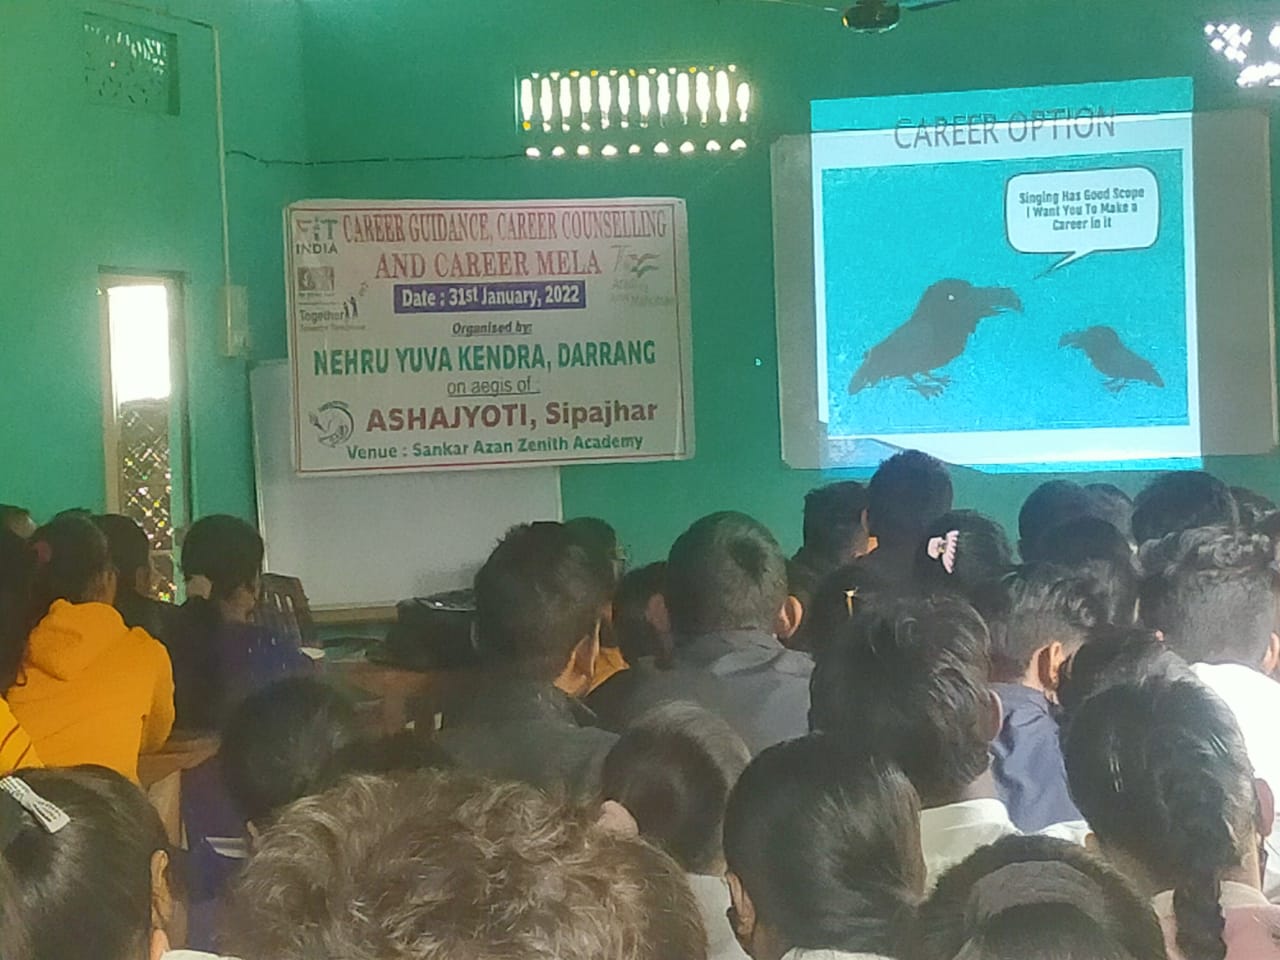 FIT
INDIA
CAREER GUIDANCE, CAREER COUNSELLING
AND CAREER MELA
Date : 31st January, 2022
Together
Organised by:
NEHRU YUVA KENDRA, DARRANG
on aegis of :
ASHAJYOTI, Sipajhar
Venue : Sankar Azan Zenith Academy
CAREER OPTION
Singing Has Good Scope
I Want You To Make a
Career in it